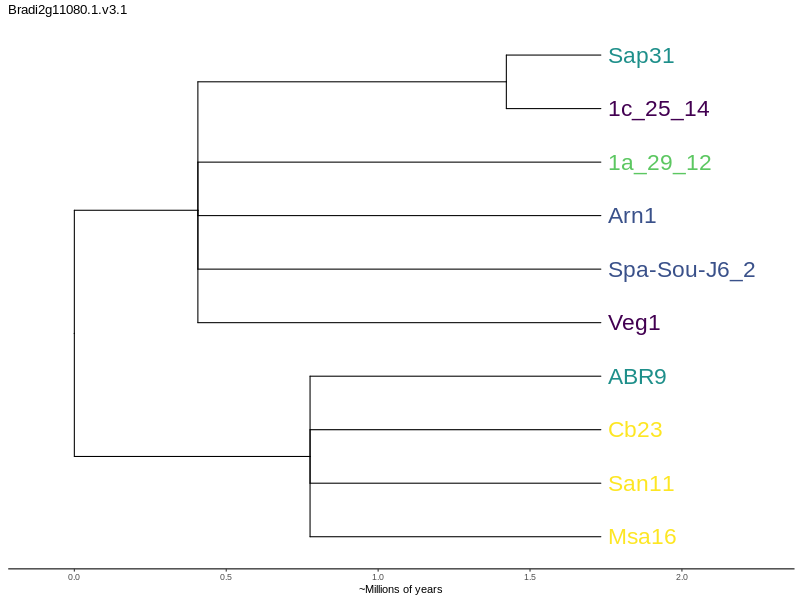 Bradi2g11080.1.v3.1
Sap31
1c_25_14
1a_29_12
Arn1
Spa-Sou-J6_2
Veg1
ABR9
Cb23
San11
Msa16
0.0 0.5 1.0 1.5 2.0
~Millions of years